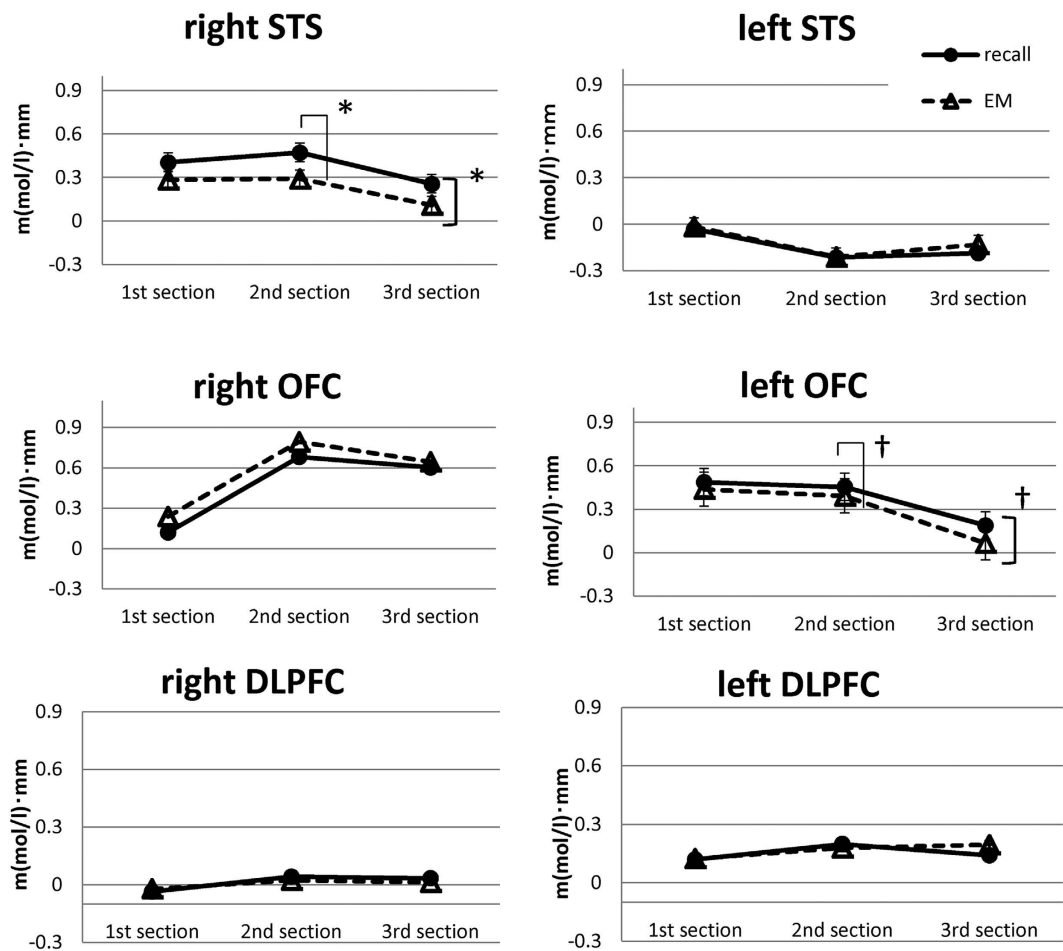 right STS
0.9
0.6
0.3
0
-0.3
m(mol/l)·mm
*
*
1st section 2nd section 3rd section
left STS
recall
EM
0.9
0.6
0.3
0
-0.3
m(mol/l)·mm
1st section 2nd section 3rd section
right OFC
0.9
0.6
0.3
0
-0.3
m(mol/l)·mm
1st section 2nd section 3rd section
left OFC
0.9
0.6
0.3
0
-0.3
m(mol/l)·mm
†
†
1st section 2nd section 3rd section
right DLPFC
0.9
0.6
0.3
0
-0.3
m(mol/l)·mm
1st section 2nd section 3rd section
left DLPFC
0.9
0.6
0.3
0
-0.3
m(mol/l)·mm
1st section 2nd section 3rd section